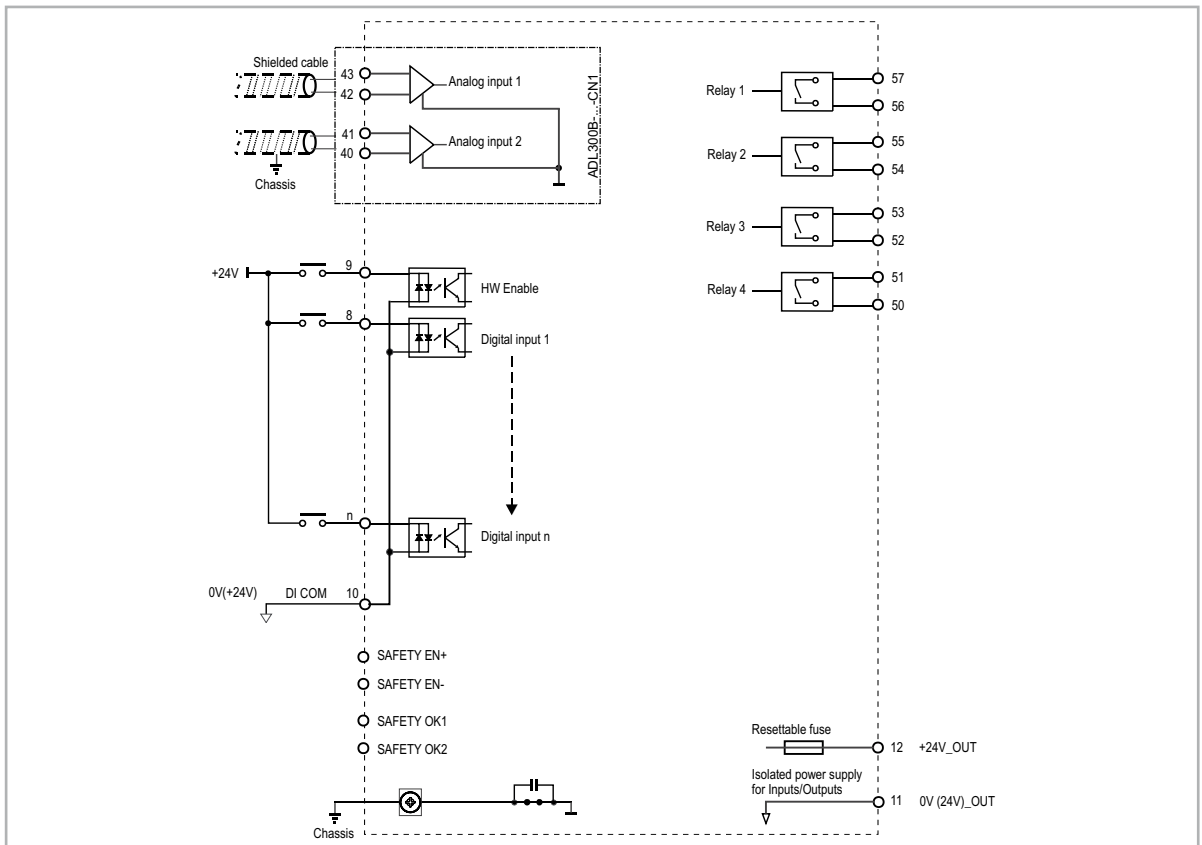 Shielded cable
43
42
Analog input 1
41
40
Analog input 2
Chassis
ADL300B-...-CN1
Relay 1
57
56
Relay 2
55
54
Relay 3
53
52
Relay 4
51
50
+24V
9
HW Enable
8
Digital input 1
n
Digital input n
0V(+24V)
DI COM
10
SAFETY EN+
SAFETY EN-
SAFETY OK1
SAFETY OK2
Chassis
Resettable fuse
12
+24V_OUT
Isolated power supply
for Inputs/Outputs
11
0V (24V)_OUT